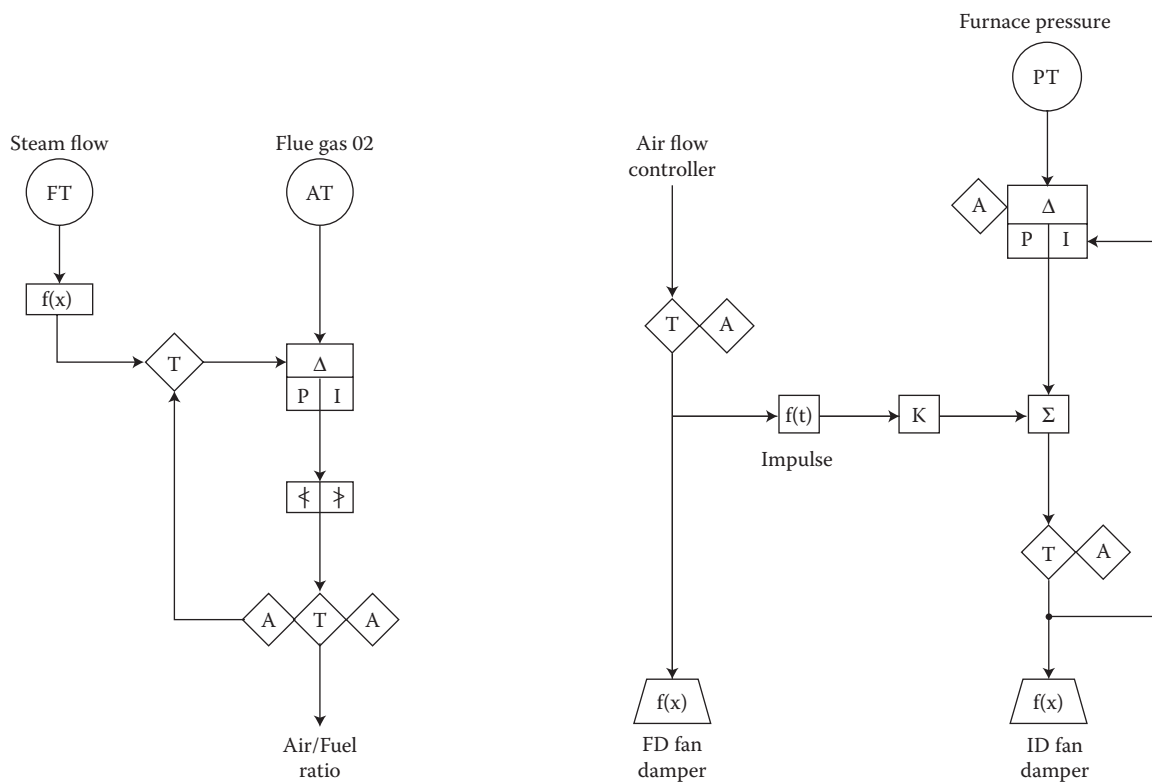 Furnace pressure
PT
Steam flow
Flue gas 02
Air flow
controller
FT
AT
A
Δ
P I
f(x)
T
T A
Δ
P I
f(t)
K
Σ
Impulse
≮ ≯
T A
A T A
f(x)
f(x)
Air/Fuel
ratio
FD fan
damper
ID fan
damper